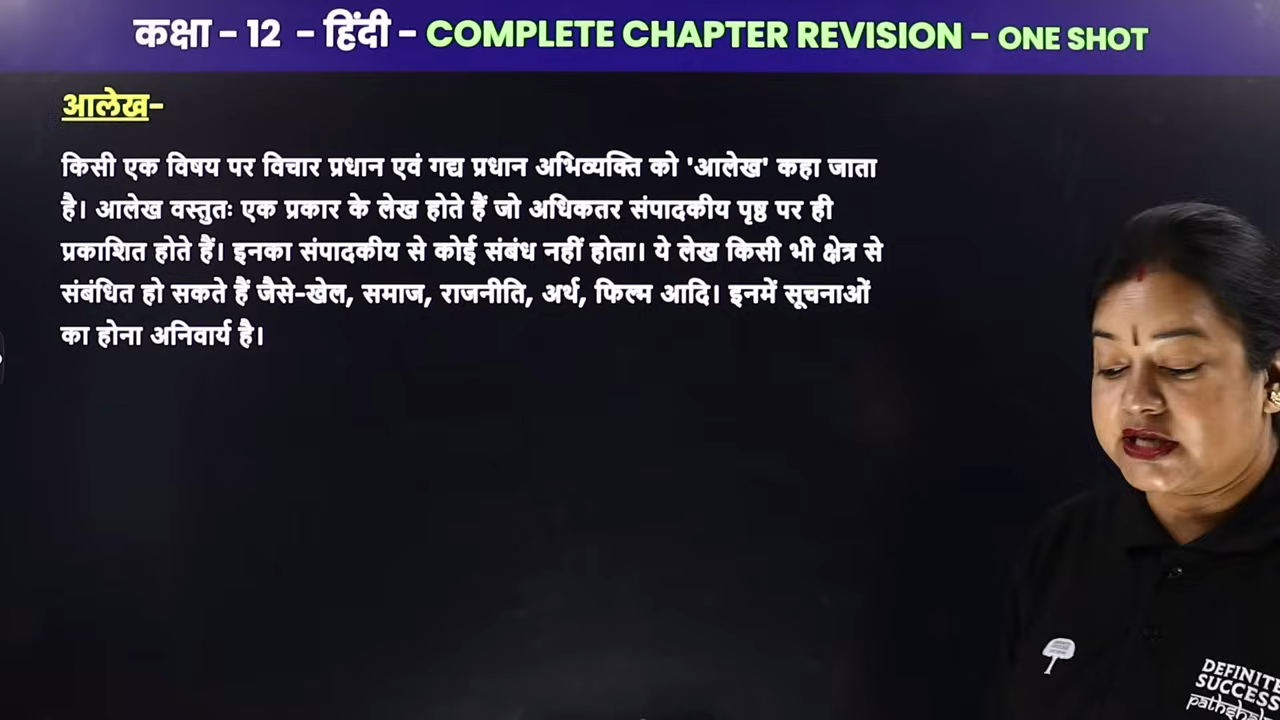 कक्षा - 12 - हिंदी - COMPLETE CHAPTER REVISION - ONE SHOT
आलेख-
किसी एक विषय पर विचार प्रधान एवं गद्य प्रधान अभिव्यक्ति को 'आलेख' कहा जाता
है। आलेख वस्तुतः एक प्रकार के लेख होते हैं जो अधिकतर संपादकीय पृष्ठ पर ही
प्रकाशित होते हैं। इनका संपादकीय से कोई संबंध नहीं होता। ये लेख किसी भी क्षेत्र से
संबंधित हो सकते हैं जैसे-खेल, समाज, राजनीति, अर्थ, फिल्म आदि। इनमें सूचनाओं
का होना अनिवार्य है।
DEFINITE
SUCCESS